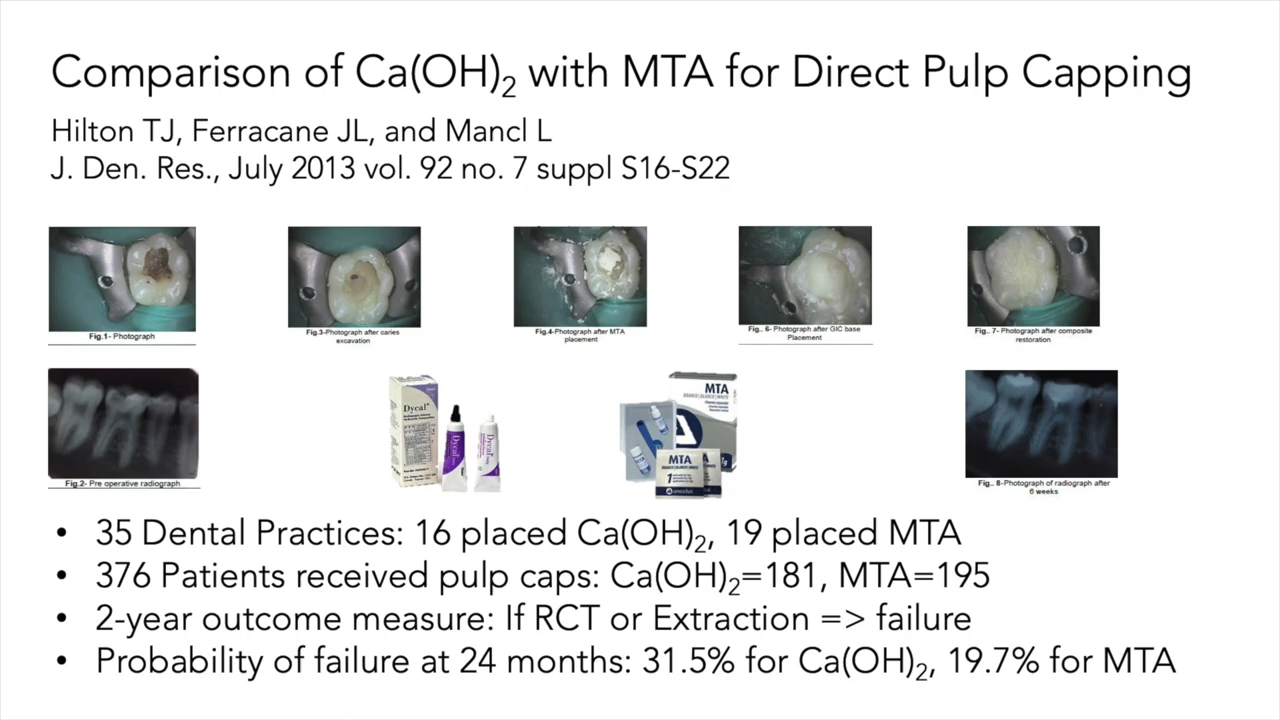 Comparison of Ca(OH)₂ with MTA for Direct Pulp Capping
Hilton TJ, Ferracane JL, and Mancl L
J. Den. Res., July 2013 vol. 92 no. 7 suppl S16-S22
Fig.1- Photograph
Fig.3-Photograph after caries
excavation
Fig.4-Photograph after MTA
placement
Fig.. 6- Photograph after GIC base
Placement
Fig.. 7- Photograph after composite
restoration
Fig.2- Pre operative radiograph
Dycal
Dycal
Dycal
MTA
MTA
1
Fig.. 8-Photograph of radiograph after
6 weeks
• 35 Dental Practices: 16 placed Ca(OH)₂, 19 placed MTA
• 376 Patients received pulp caps: Ca(OH)₂=181, MTA=195
• 2-year outcome measure: If RCT or Extraction => failure
• Probability of failure at 24 months: 31.5% for Ca(OH)₂, 19.7% for MTA